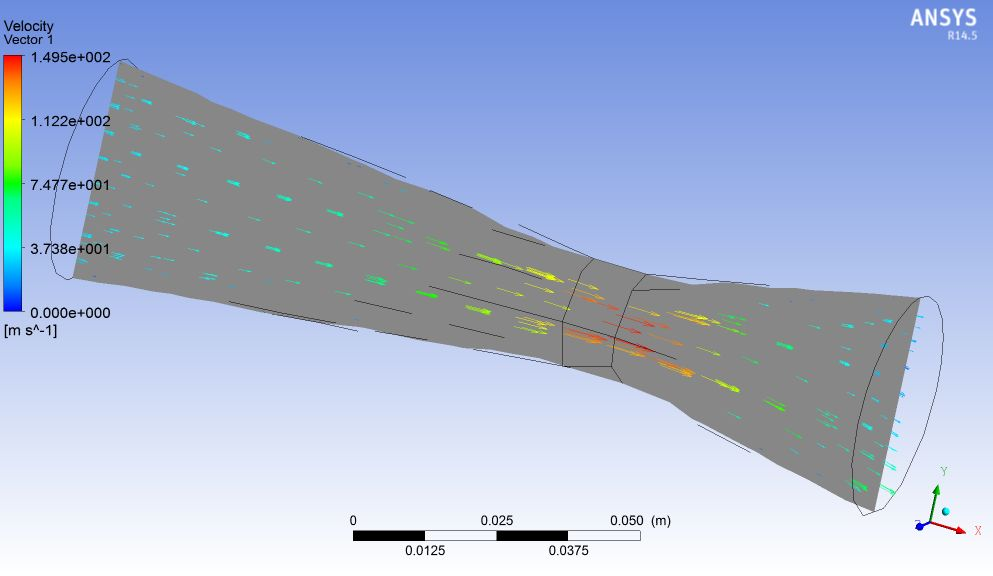 ANSYS
R14.5
Velocity
Vector 1
1.495e+002
1.122e+002
7.477e+001
3.738e+001
0.000e+000
[m s^-1]
0 0.025 0.050 (m)
0.0125 0.0375
Y
Z
X